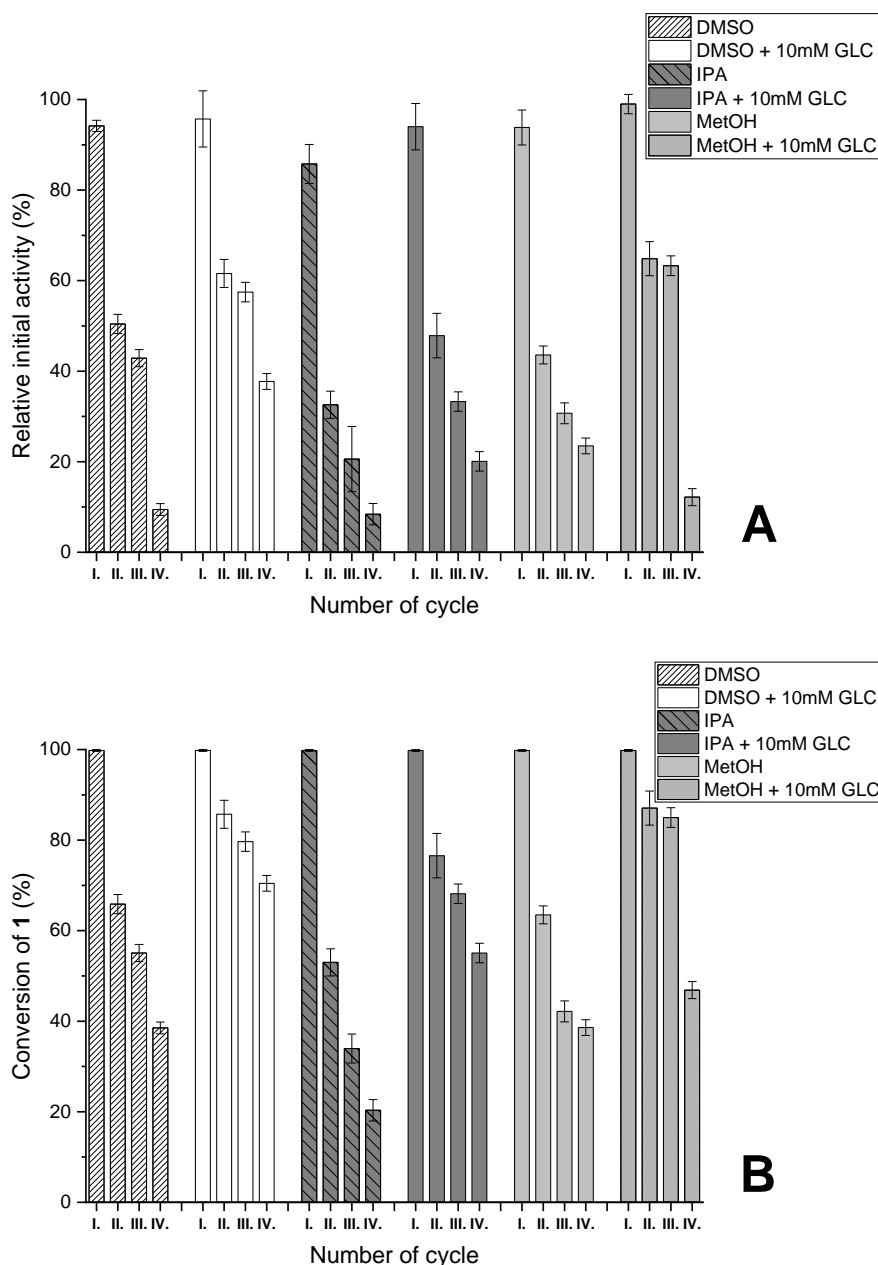 DMSO
DMSO + 10mM GLC
IPA
IPA + 10mM GLC
MetOH
MetOH + 10mM GLC
100
80
60
40
20
0
Relative initial activity (%)
I. II. III. IV. I. II. III. IV. I. II. III. IV. I. II. III. IV. I. II. III. IV. I. II. III. IV.
Number of cycle
A
DMSO
DMSO + 10mM GLC
IPA
IPA + 10mM GLC
MetOH
MetOH + 10mM GLC
100
80
60
40
20
0
Conversion of 1 (%)
I. II. III. IV. I. II. III. IV. I. II. III. IV. I. II. III. IV. I. II. III. IV. I. II. III. IV.
Number of cycle
B